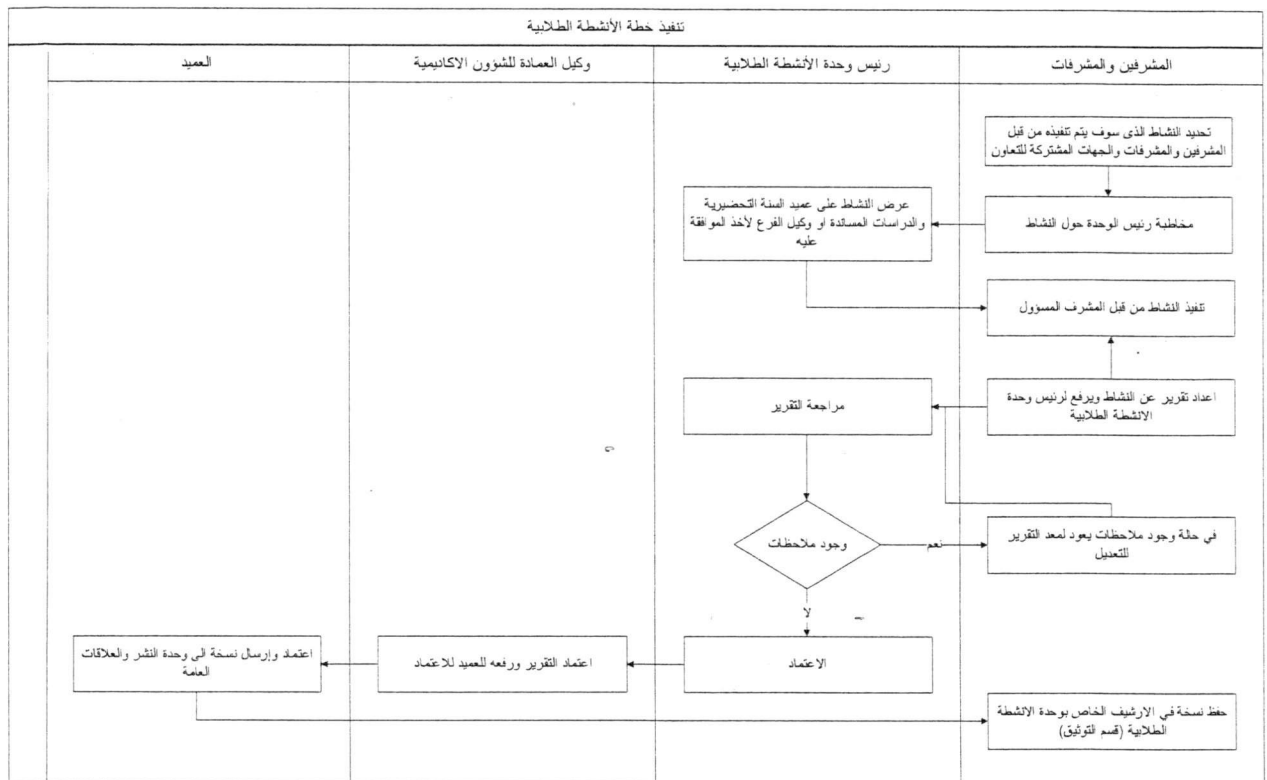 تنفيذ خطة الأنشطة الطلابية
المشرفين والمشرفات
رئيس وحدة الأنشطة الطلابية
وكيل العمادة للشؤون الاكاديمية
العميد
تحديد النشاط الذى سوف يتم تنفيذه من قبل
المشرفين والمشرفات والجهات المشتركة للتعاون
مخاطبة رئيس الوحدة حول النشاط
عرض النشاط على عميد السنة التحضيرية
والدراسات المساندة او وكيل الفرع لأخذ الموافقة
عليه
تنفيذ النشاط من قبل المشرف المسؤول
اعداد تقرير عن النشاط ويرفع لرئيس وحدة
الانشطة الطلابية
مراجعة التقرير
وجود ملاحظات
نعم
في حالة وجود ملاحظات يعود لمعد التقرير
للتعديل
لا
الاعتماد
اعتماد التقرير ورفعه للعميد للاعتماد
اعتماد وإرسال نسخة الى وحدة النشر والعلاقات
العامة
حفظ نسخة في الارشيف الخاص بوحدة الانشطة
الطلابية (قسم التوثيق)